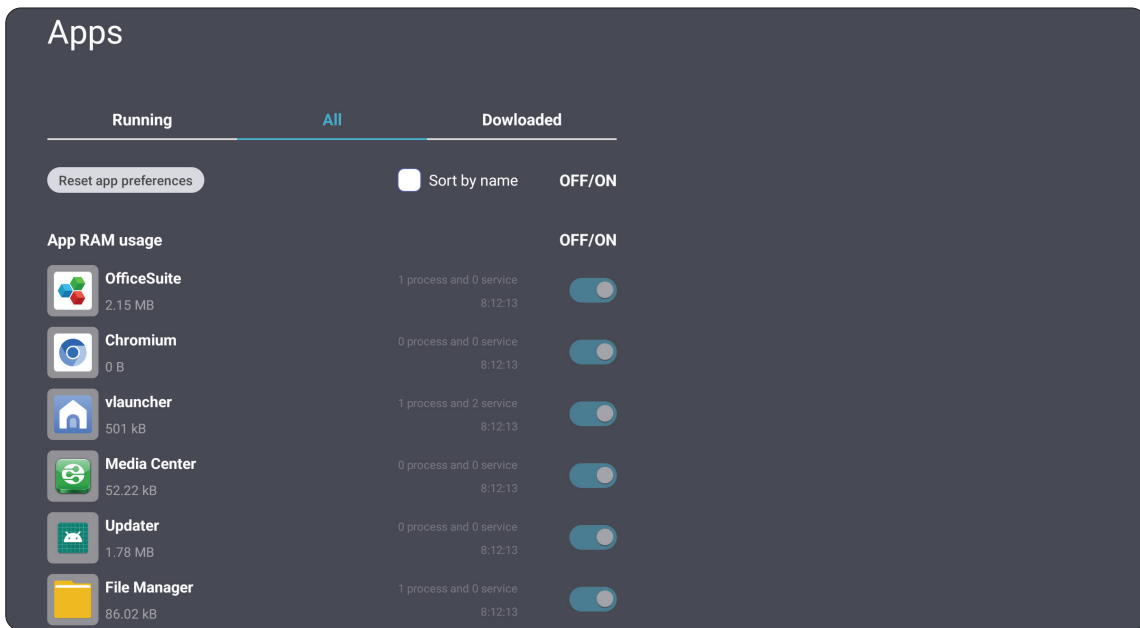 Apps
Running All Dowloaded
Reset app preferences Sort by name OFF/ON
App RAM usage OFF/ON
OfficeSuite 1 process and 0 service
2.15 MB 8:12:13
Chromium 0 process and 0 service
0 B 8:12:13
vlauncher 1 process and 2 service
501 kB 8:12:13
Media Center 0 process and 0 service
52.22 kB 8:12:13
Updater 0 process and 0 service
1.78 MB 8:12:13
File Manager 1 process and 0 service
86.02 kB 8:12:13